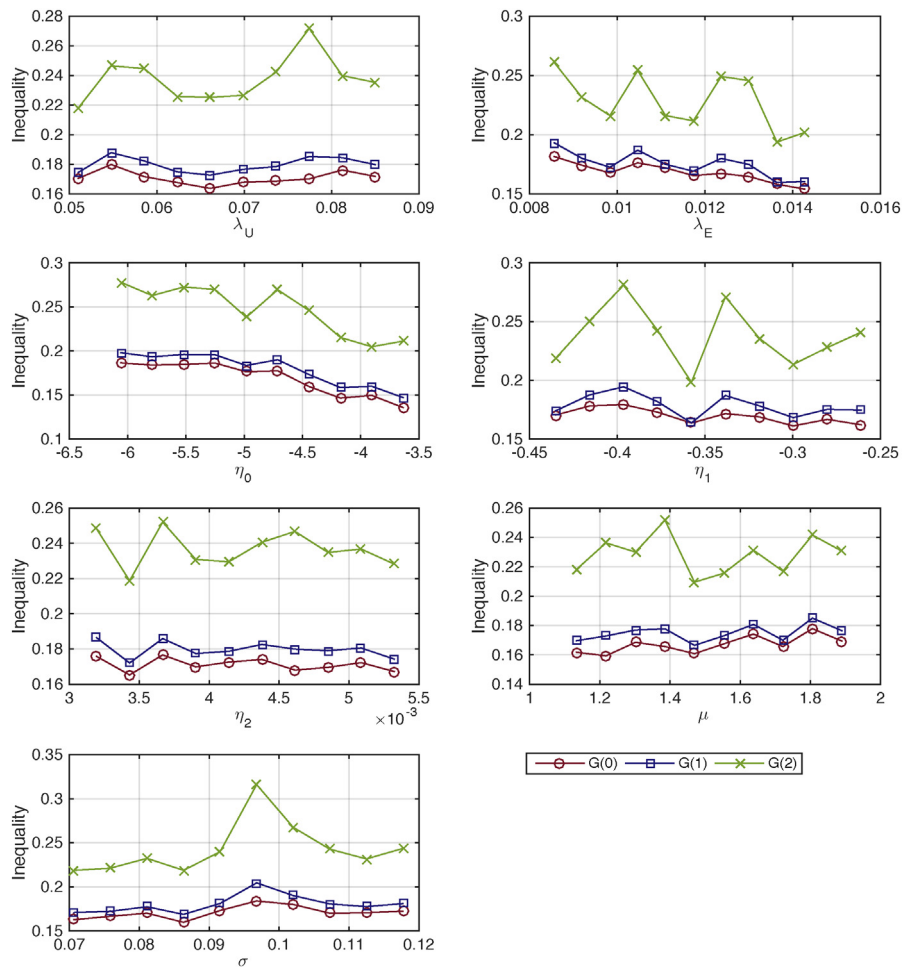 0.28
0.26
0.24
0.22
0.2
0.18
0.16
Inequality
0.05 0.06 0.07 0.08 0.09
λU
0.3
0.25
0.2
0.15
Inequality
0.01 0.012 0.014 0.016
λE
0.3
0.25
0.2
0.15
0.1
Inequality
-6.5 -6 -5.5 -5 -4.5 -4 -3.5
η0
0.3
0.25
0.2
0.15
Inequality
-0.45 -0.4 -0.35 -0.3 -0.25
η1
0.26
0.24
0.22
0.2
0.18
0.16
Inequality
3 3.5 4 4.5 5 5.5
η2 ×10-3
0.26
0.24
0.22
0.2
0.18
0.16
0.14
Inequality
1 1.2 1.4 1.6 1.8 2
μ
0.35
0.3
0.25
0.2
0.15
Inequality
0.07 0.08 0.09 0.1 0.11 0.12
σ
G(0) G(1) G(2)